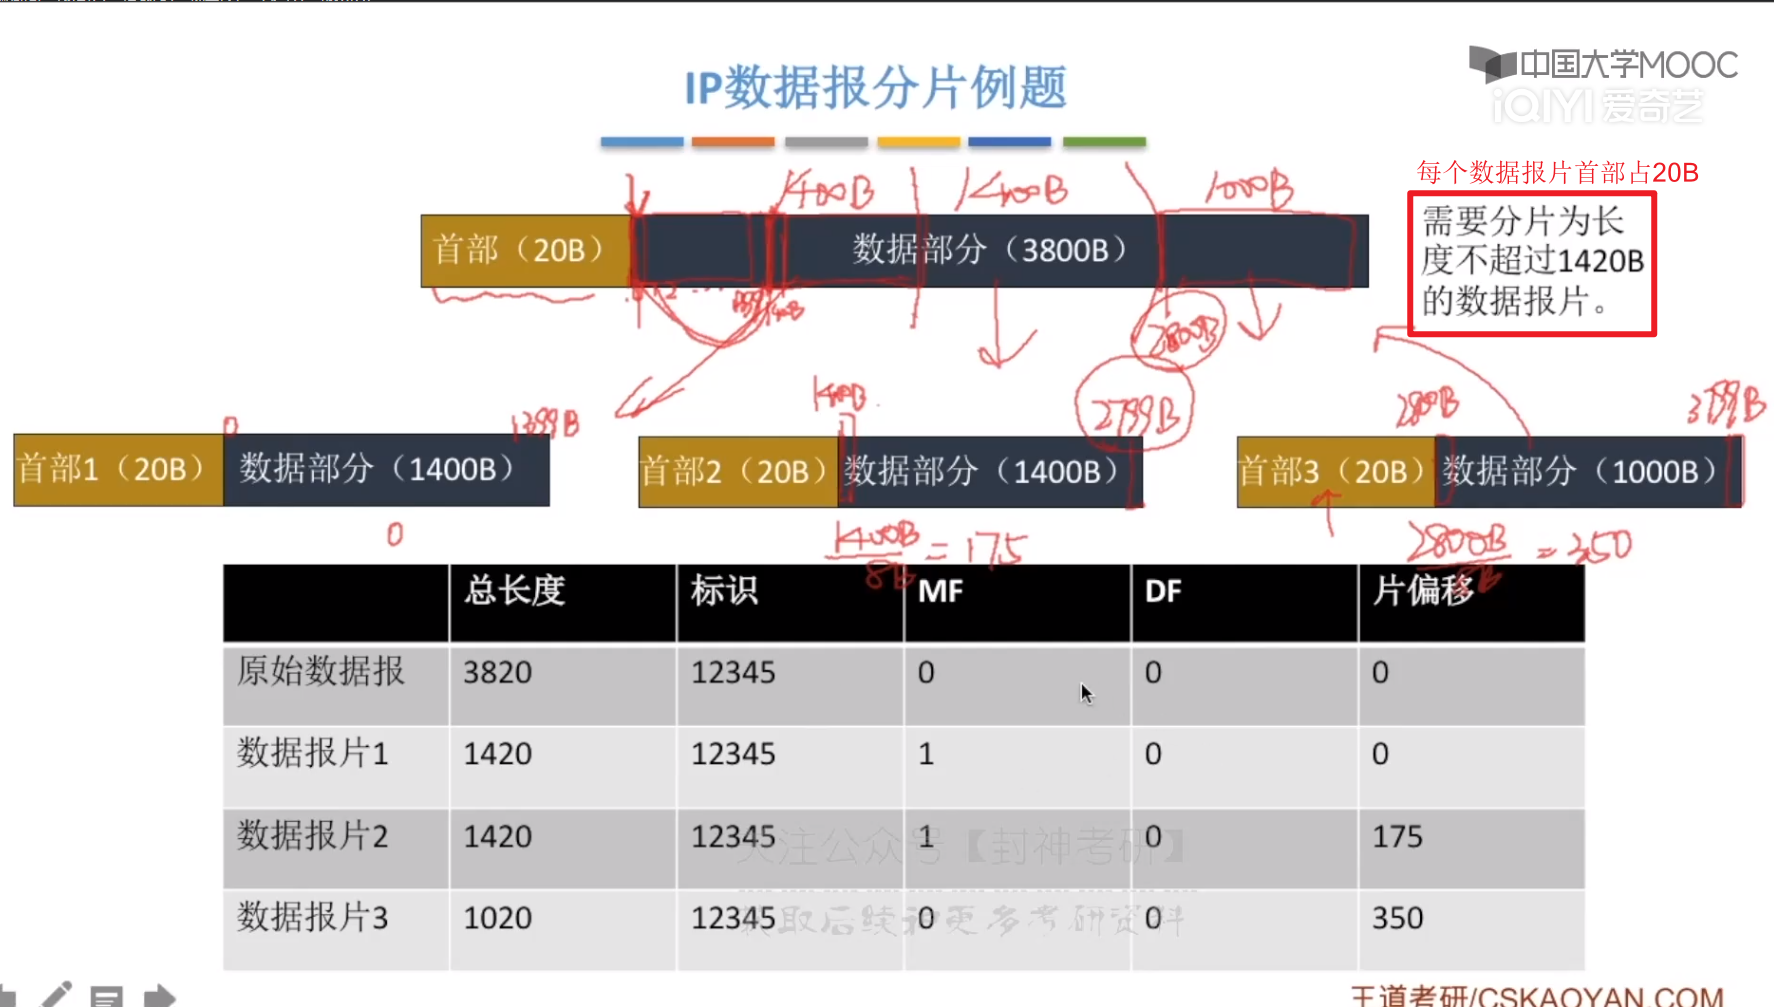 中国大学MOOC
iQIYI 爱奇艺
IP数据报分片例题
每个数据报片首部占20B
需要分片为长
度不超过1420B
的数据报片。
1400B 1400B 1000B
首部（20B） 数据部分（3800B）
2800B
0 1399B 1400B 2799B 2800B 3799B
首部1（20B） 数据部分（1400B） 首部2（20B） 数据部分（1400B） 首部3（20B） 数据部分（1000B）
0 1400B/8B = 175 2800B/8B = 350
总长度 标识 MF DF 片偏移
原始数据报 3820 12345 0 0 0
数据报片1 1420 12345 1 0 0
数据报片2 1420 12345 1 0 175
关注公众号【封神考研】
数据报片3 1020 12345 0 0 350
获取后续和更多考研资料
王道考研/CSKAOYAN.COM